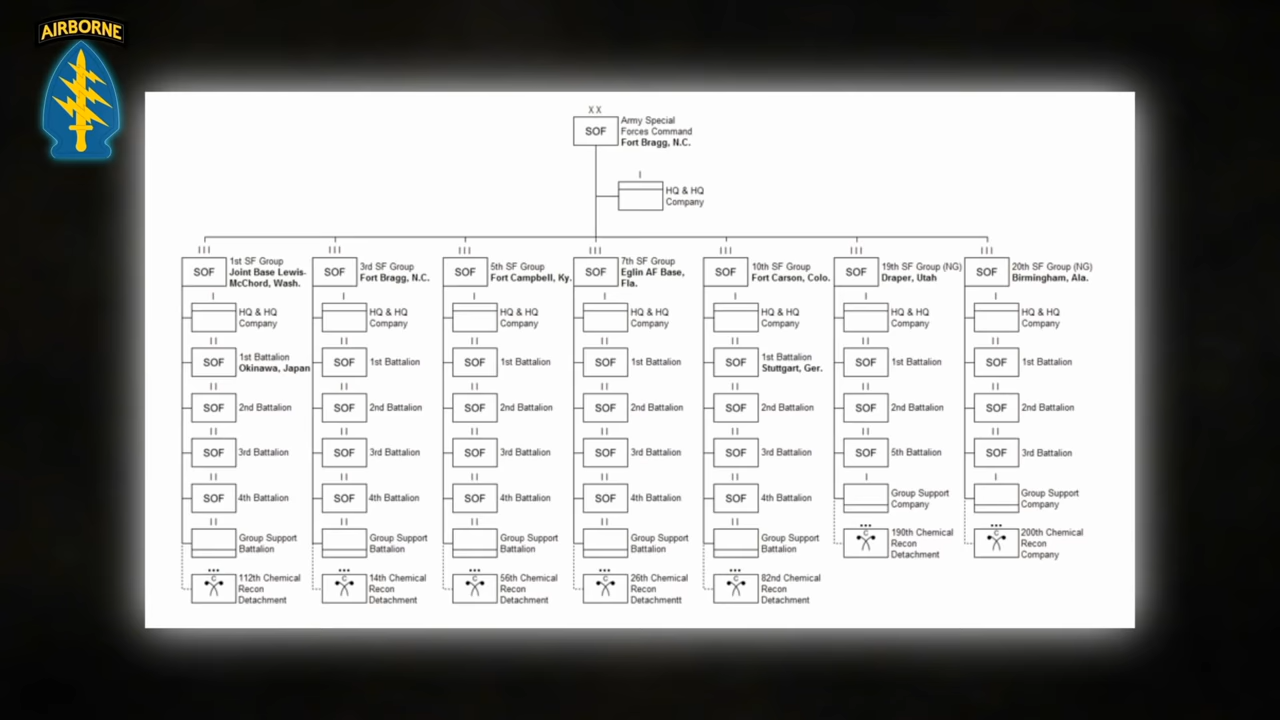 AIRBORNE
XX
SOF
Army Special
Forces Command
Fort Bragg, N.C.
I
HQ & HQ
Company
III
SOF
1st SF Group
Joint Base Lewis-
McChord, Wash.
I
HQ & HQ
Company
II
SOF
1st Battalion
Okinawa, Japan
II
SOF
2nd Battalion
II
SOF
3rd Battalion
II
SOF
4th Battalion
II
Group Support
Battalion
C
112th Chemical
Recon
Detachment
III
SOF
3rd SF Group
Fort Bragg, N.C.
I
HQ & HQ
Company
II
SOF
1st Battalion
II
SOF
2nd Battalion
II
SOF
3rd Battalion
II
SOF
4th Battalion
II
Group Support
Battalion
C
14th Chemical
Recon
Detachment
III
SOF
5th SF Group
Fort Campbell, Ky.
I
HQ & HQ
Company
II
SOF
1st Battalion
II
SOF
2nd Battalion
II
SOF
3rd Battalion
II
SOF
4th Battalion
II
Group Support
Battalion
C
56th Chemical
Recon
Detachment
III
SOF
7th SF Group
Eglin AF Base,
Fla.
I
HQ & HQ
Company
II
SOF
1st Battalion
II
SOF
2nd Battalion
II
SOF
3rd Battalion
II
SOF
4th Battalion
II
Group Support
Battalion
C
26th Chemical
Recon
Detachmentt
III
SOF
10th SF Group
Fort Carson, Colo.
I
HQ & HQ
Company
II
SOF
1st Battalion
Stuttgart, Ger.
II
SOF
2nd Battalion
II
SOF
3rd Battalion
II
SOF
4th Battalion
II
Group Support
Battalion
C
82nd Chemical
Recon
Detachment
III
SOF
19th SF Group (NG)
Draper, Utah
I
HQ & HQ
Company
II
SOF
1st Battalion
II
SOF
2nd Battalion
II
SOF
5th Battalion
I
Group Support
Company
C
190th Chemical
Recon
Detachment
III
SOF
20th SF Group (NG)
Birmingham, Ala.
I
HQ & HQ
Company
II
SOF
1st Battalion
II
SOF
2nd Battalion
II
SOF
3rd Battalion
I
Group Support
Company
C
200th Chemical
Recon
Company